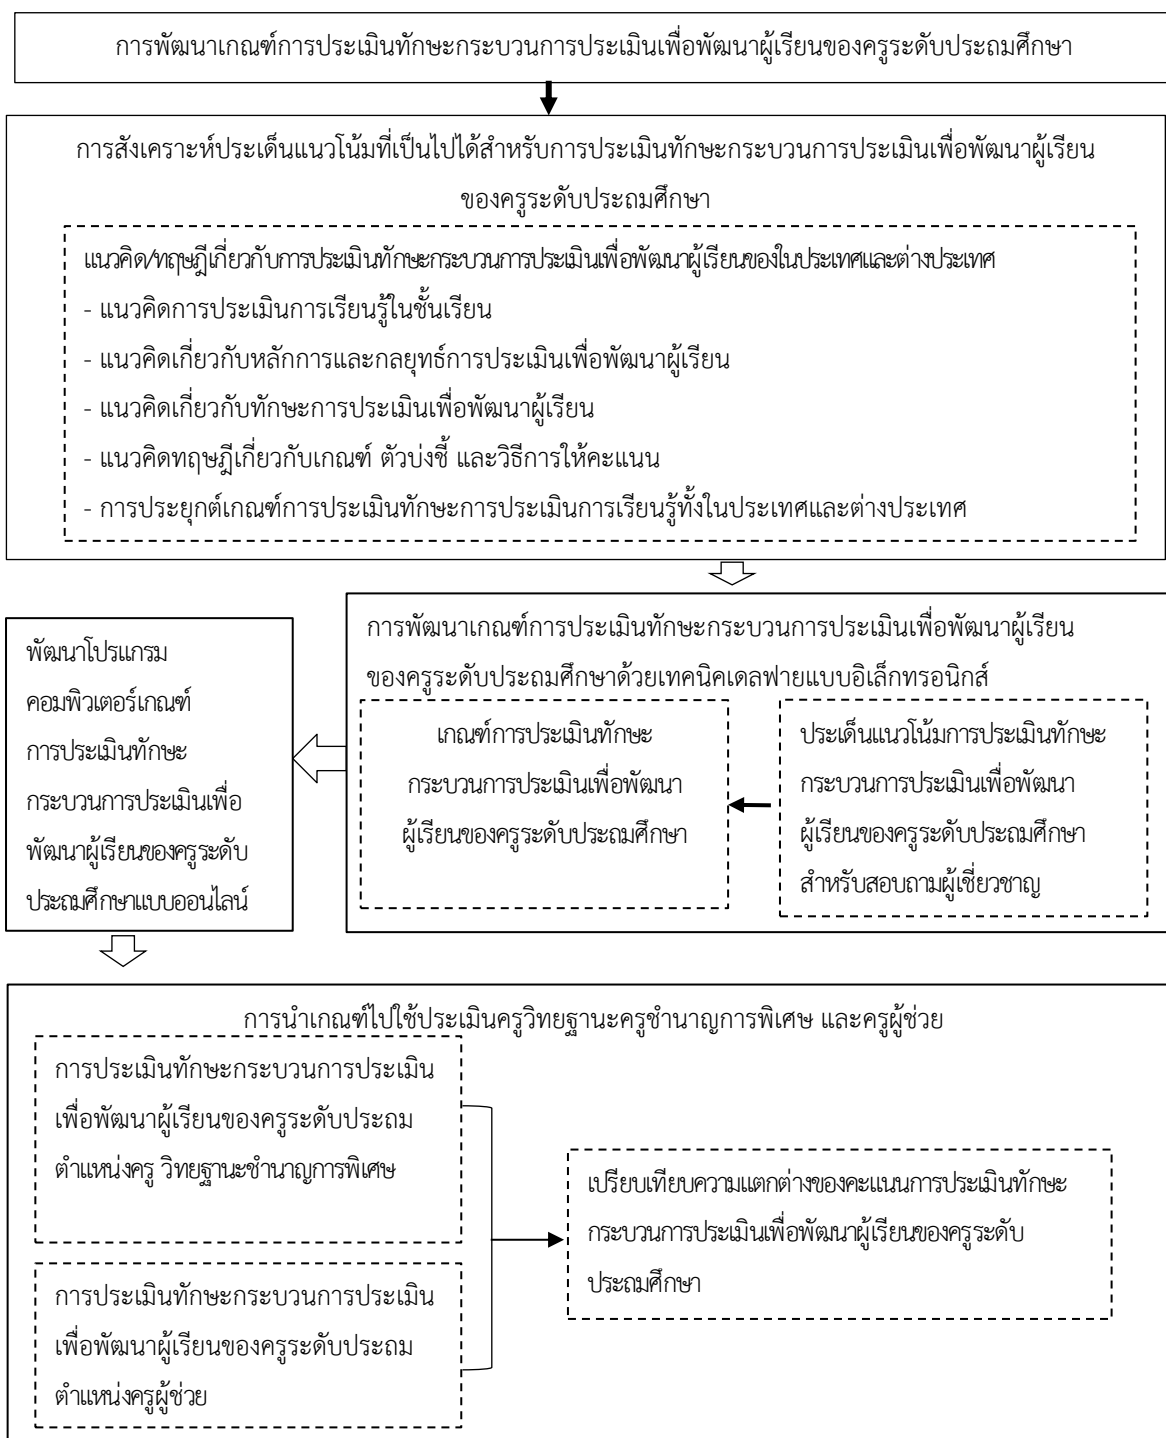 การพัฒนาเกณฑ์การประเมินทักษะกระบวนการประเมินเพื่อพัฒนาผู้เรียนของครูระดับประถมศึกษา
การสังเคราะห์ประเด็นแนวโน้มที่เป็นไปได้สำหรับการประเมินทักษะกระบวนการประเมินเพื่อพัฒนาผู้เรียน
ของครูระดับประถมศึกษา
แนวคิด/ทฤษฎีเกี่ยวกับการประเมินทักษะกระบวนการประเมินเพื่อพัฒนาผู้เรียนของในประเทศและต่างประเทศ
- แนวคิดการประเมินการเรียนรู้ในชั้นเรียน
- แนวคิดเกี่ยวกับหลักการและกลยุทธ์การประเมินเพื่อพัฒนาผู้เรียน
- แนวคิดเกี่ยวกับทักษะการประเมินเพื่อพัฒนาผู้เรียน
- แนวคิดทฤษฎีเกี่ยวกับเกณฑ์ ตัวบ่งชี้ และวิธีการให้คะแนน
- การประยุกต์เกณฑ์การประเมินทักษะการประเมินการเรียนรู้ทั้งในประเทศและต่างประเทศ
การพัฒนาเกณฑ์การประเมินทักษะกระบวนการประเมินเพื่อพัฒนาผู้เรียน
ของครูระดับประถมศึกษาด้วยเทคนิคเดลฟายแบบอิเล็กทรอนิกส์
ประเด็นแนวโน้มการประเมินทักษะ
กระบวนการประเมินเพื่อพัฒนา
ผู้เรียนของครูระดับประถมศึกษา
สำหรับสอบถามผู้เชี่ยวชาญ
เกณฑ์การประเมินทักษะ
กระบวนการประเมินเพื่อพัฒนา
ผู้เรียนของครูระดับประถมศึกษา
พัฒนาโปรแกรม
คอมพิวเตอร์เกณฑ์
การประเมินทักษะ
กระบวนการประเมินเพื่อ
พัฒนาผู้เรียนของครูระดับ
ประถมศึกษาแบบออนไลน์
การนำเกณฑ์ไปใช้ประเมินครูวิทยฐานะครูชำนาญการพิเศษ และครูผู้ช่วย
การประเมินทักษะกระบวนการประเมิน
เพื่อพัฒนาผู้เรียนของครูระดับประถม
ตำแหน่งครู วิทยฐานะชำนาญการพิเศษ
การประเมินทักษะกระบวนการประเมิน
เพื่อพัฒนาผู้เรียนของครูระดับประถม
ตำแหน่งครูผู้ช่วย
เปรียบเทียบความแตกต่างของคะแนนการประเมินทักษะ
กระบวนการประเมินเพื่อพัฒนาผู้เรียนของครูระดับ
ประถมศึกษา